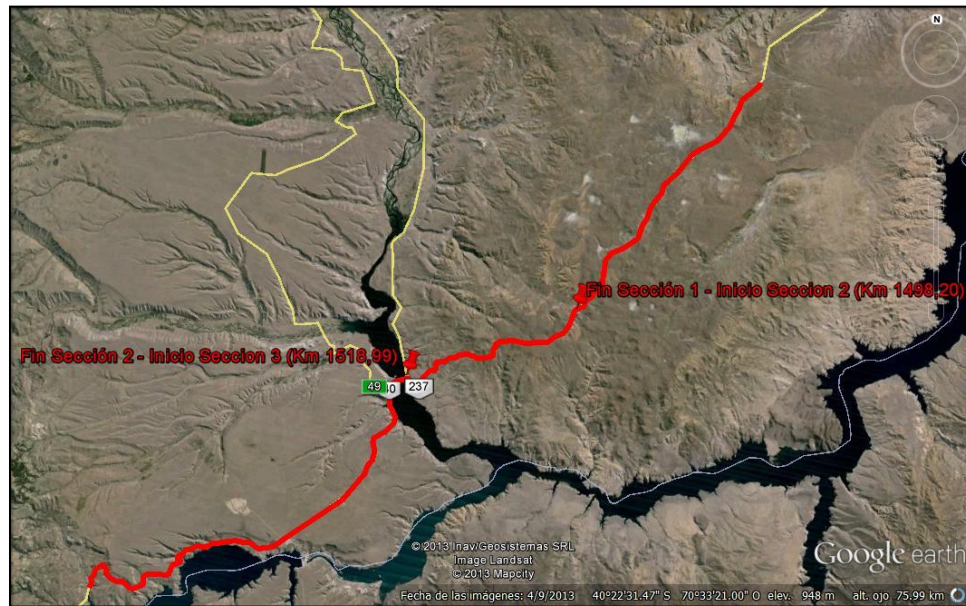 N
Fin Sección 1 - Inicio Seccion 2 (Km 1498,20)
Fin Sección 2 - Inicio Seccion 3 (Km 1518,99)
49
237
© 2013 Inav/Geosistemas SRL
Image Landsat
© 2013 Mapcity
Google earth
Fecha de las imágenes: 4/9/2013 40°22'31.47" S 70°33'21.00" O elev. 948 m alt. ojo 75.99 km